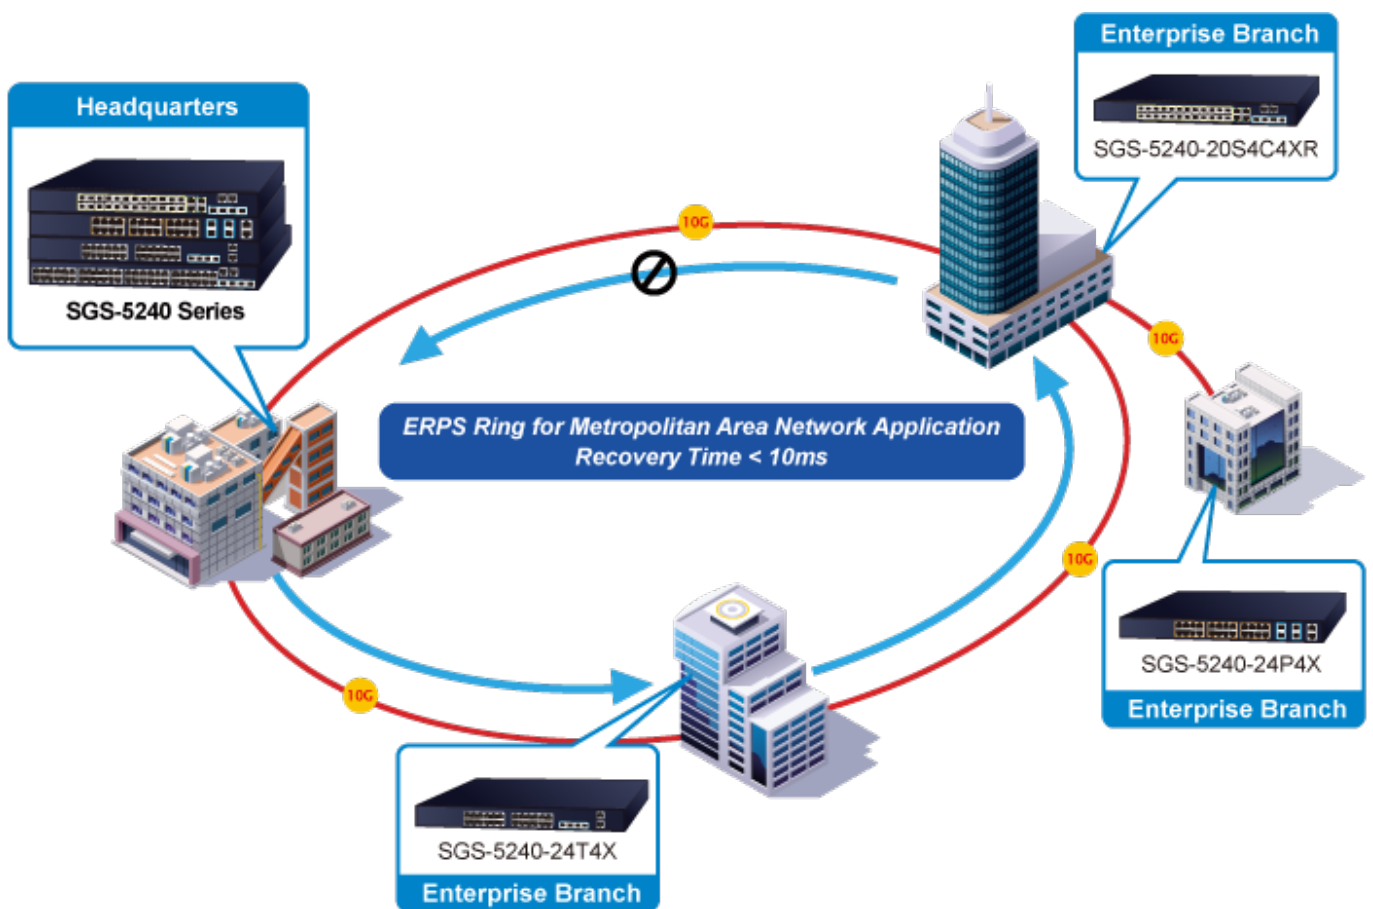 Enterprise Branch
SGS-5240-20S4C4XR
Headquarters
SGS-5240 Series
10G
10G
ERPS Ring for Metropolitan Area Network Application
Recovery Time < 10ms
10G
10G
SGS-5240-24P4X
Enterprise Branch
SGS-5240-24T4X
Enterprise Branch